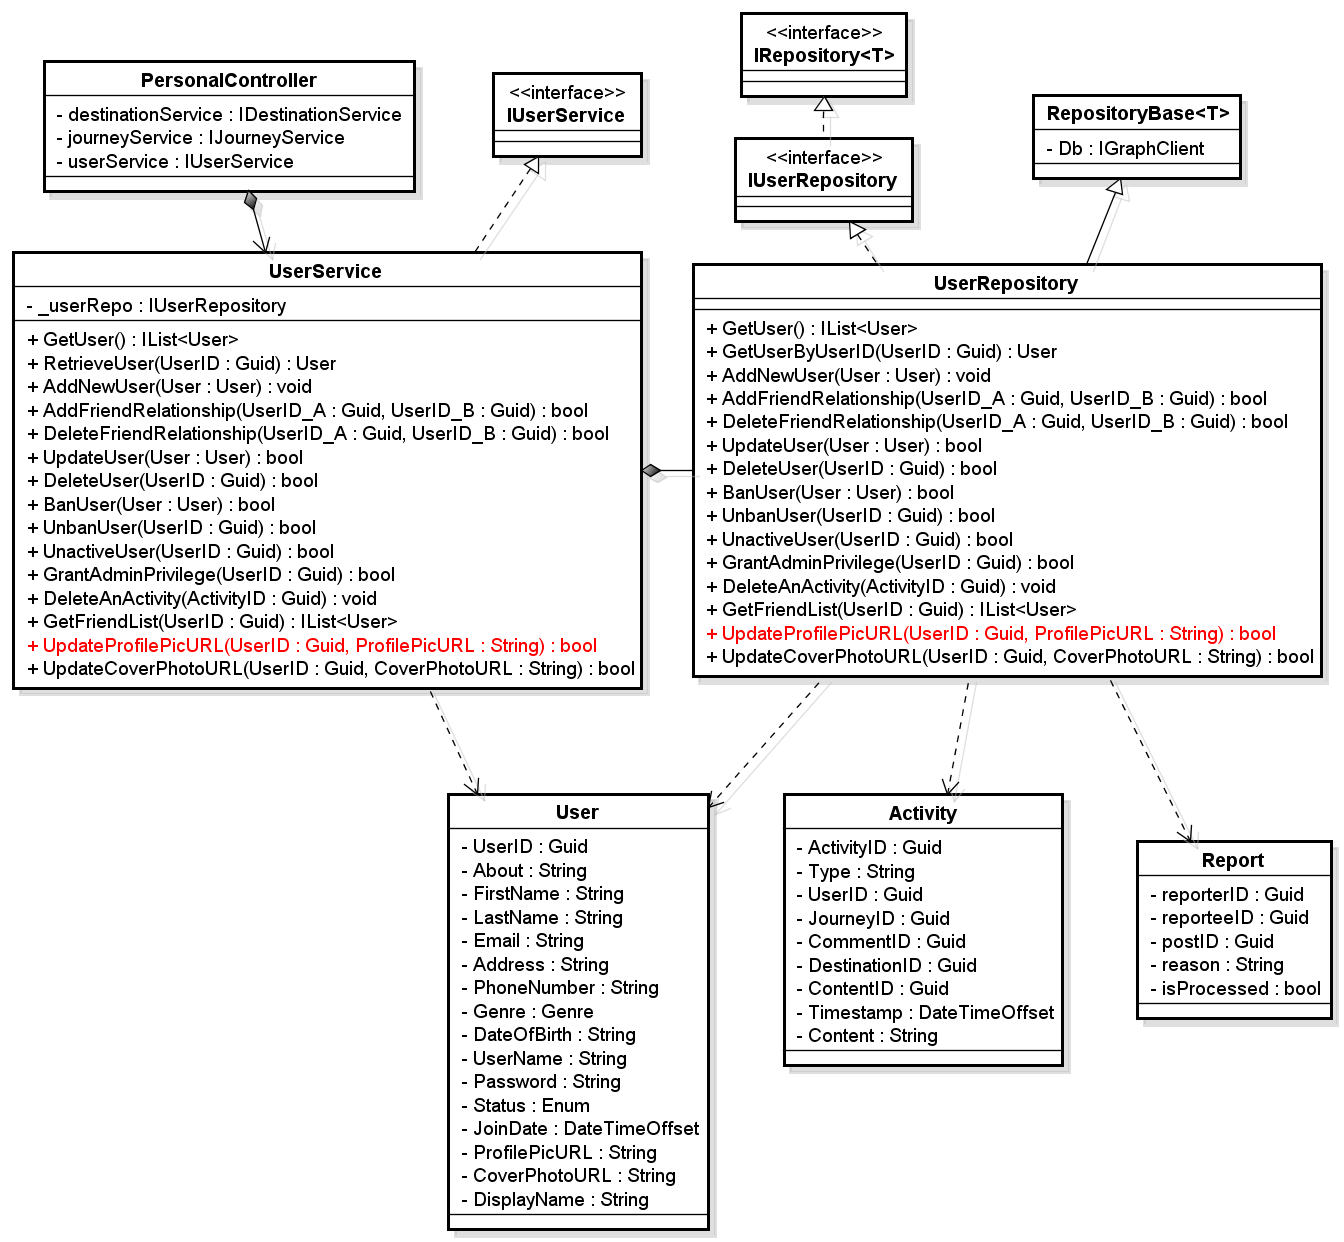 <<interface>>
IRepository<T>
PersonalController
- destinationService : IDestinationService
- journeyService : IJourneyService
- userService : IUserService
<<interface>>
IUserService
<<interface>>
IUserRepository
RepositoryBase<T>
- Db : IGraphClient
UserService
- _userRepo : IUserRepository
+ GetUser() : IList<User>
+ RetrieveUser(UserID : Guid) : User
+ AddNewUser(User : User) : void
+ AddFriendRelationship(UserID_A : Guid, UserID_B : Guid) : bool
+ DeleteFriendRelationship(UserID_A : Guid, UserID_B : Guid) : bool
+ UpdateUser(User : User) : bool
+ DeleteUser(UserID : Guid) : bool
+ BanUser(User : User) : bool
+ UnbanUser(UserID : Guid) : bool
+ UnactiveUser(UserID : Guid) : bool
+ GrantAdminPrivilege(UserID : Guid) : bool
+ DeleteAnActivity(ActivityID : Guid) : void
+ GetFriendList(UserID : Guid) : IList<User>
+ UpdateProfilePicURL(UserID : Guid, ProfilePicURL : String) : bool
+ UpdateCoverPhotoURL(UserID : Guid, CoverPhotoURL : String) : bool
UserRepository
+ GetUser() : IList<User>
+ GetUserByUserID(UserID : Guid) : User
+ AddNewUser(User : User) : void
+ AddFriendRelationship(UserID_A : Guid, UserID_B : Guid) : bool
+ DeleteFriendRelationship(UserID_A : Guid, UserID_B : Guid) : bool
+ UpdateUser(User : User) : bool
+ DeleteUser(UserID : Guid) : bool
+ BanUser(User : User) : bool
+ UnbanUser(UserID : Guid) : bool
+ UnactiveUser(UserID : Guid) : bool
+ GrantAdminPrivilege(UserID : Guid) : bool
+ DeleteAnActivity(ActivityID : Guid) : void
+ GetFriendList(UserID : Guid) : IList<User>
+ UpdateProfilePicURL(UserID : Guid, ProfilePicURL : String) : bool
+ UpdateCoverPhotoURL(UserID : Guid, CoverPhotoURL : String) : bool
User
- UserID : Guid
- About : String
- FirstName : String
- LastName : String
- Email : String
- Address : String
- PhoneNumber : String
- Genre : Genre
- DateOfBirth : String
- UserName : String
- Password : String
- Status : Enum
- JoinDate : DateTimeOffset
- ProfilePicURL : String
- CoverPhotoURL : String
- DisplayName : String
Activity
- ActivityID : Guid
- Type : String
- UserID : Guid
- JourneyID : Guid
- CommentID : Guid
- DestinationID : Guid
- ContentID : Guid
- Timestamp : DateTimeOffset
- Content : String
Report
- reporterID : Guid
- reporteeID : Guid
- postID : Guid
- reason : String
- isProcessed : bool